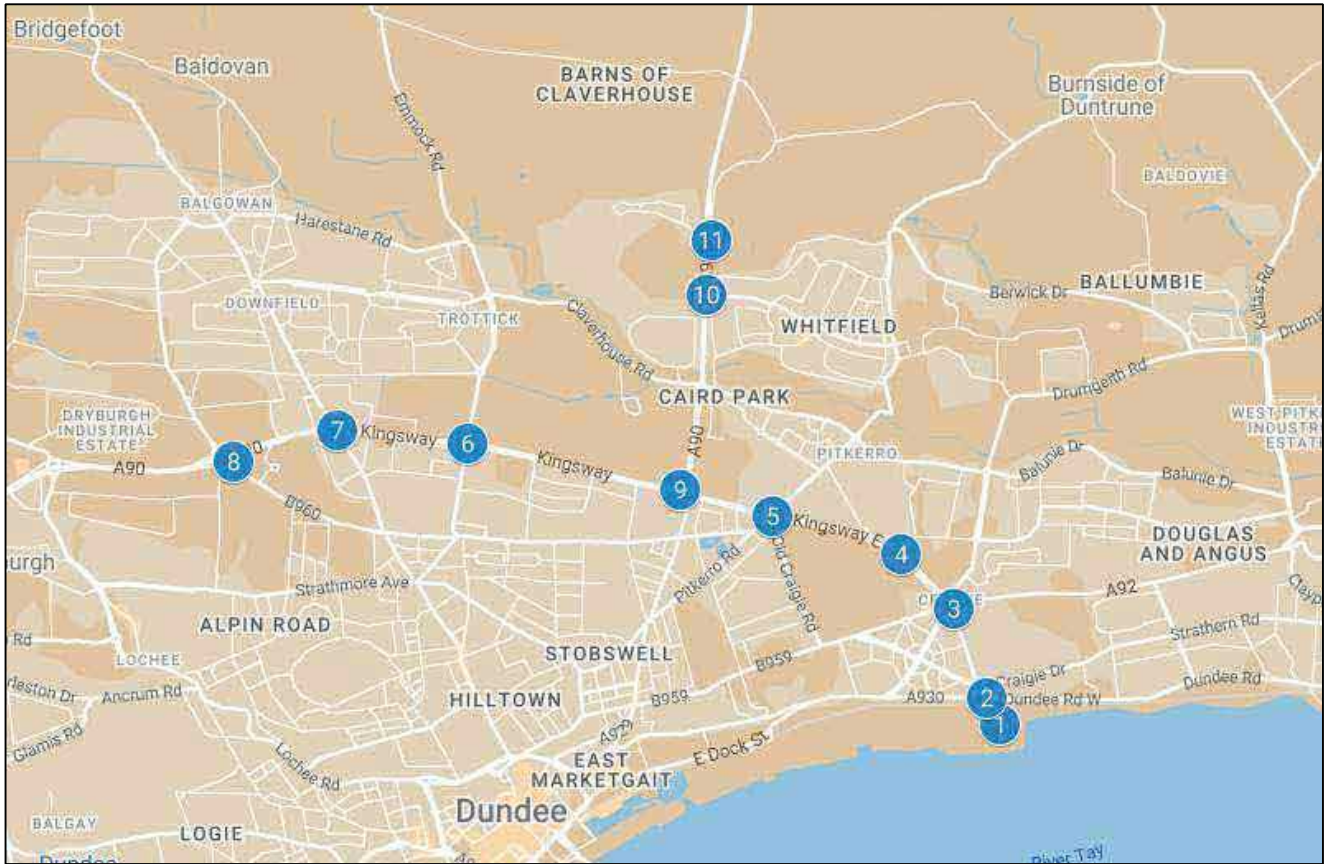 Bridgefoot
Baldovan
BARNS OF
CLAVERHOUSE
Burnside of
Duntrune
Emmock Rd
BALDOVIE
BALGOWAN
Harestane Rd
11
10
Kellas Rd
BALLUMBIE
Berwick Dr
DOWNFIELD
TROTTICK
Claverhouse Rd
WHITFIELD
Drumgeith Rd
CAIRD PARK
DRYBURGH
INDUSTRIAL
ESTATE
WEST PITK
INDUSTR
ESTAT
7
Kingsway
6
A90
8
A90
Kingsway
PITKERRO
Balunie Dr
Balunie Dr
9
5
Kingsway E
4
B960
Pitkerro Rd
Old Craigie Rd
DOUGLAS
AND ANGUS
urgh
Strathmore Ave
A92
3
ALPIN ROAD
Strathern Rd
Rd
LOCHEE
STOBSWELL
B959
Craigie Dr
Ancrum Rd
HILLTOWN
B959
A930
2
Dundee Rd W
Dundee Rd
1
Glamis Rd
A929
E Dock St
Lochee Rd
EAST
MARKETGAIT
Dundee
BALGAY
LOGIE
River Tay